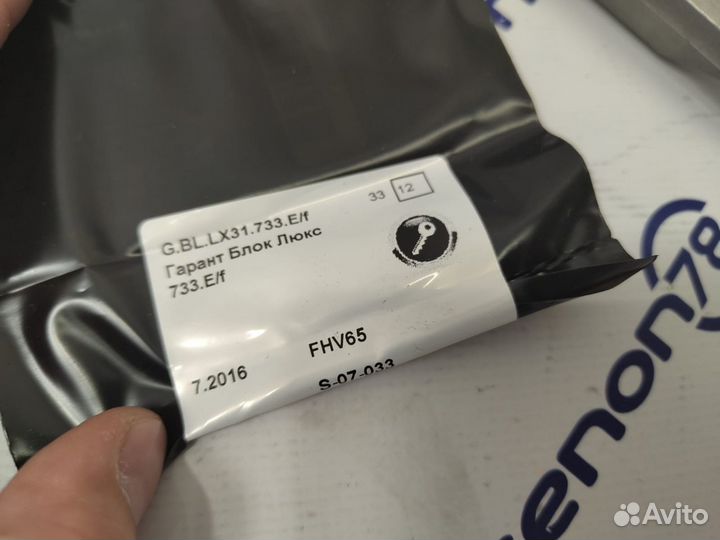 G.BL.LX31.733.E/f
Гарант Блок Люкс
733.E/f
33 12
7.2016 FHV65
S-07-033
xenon78
Avito